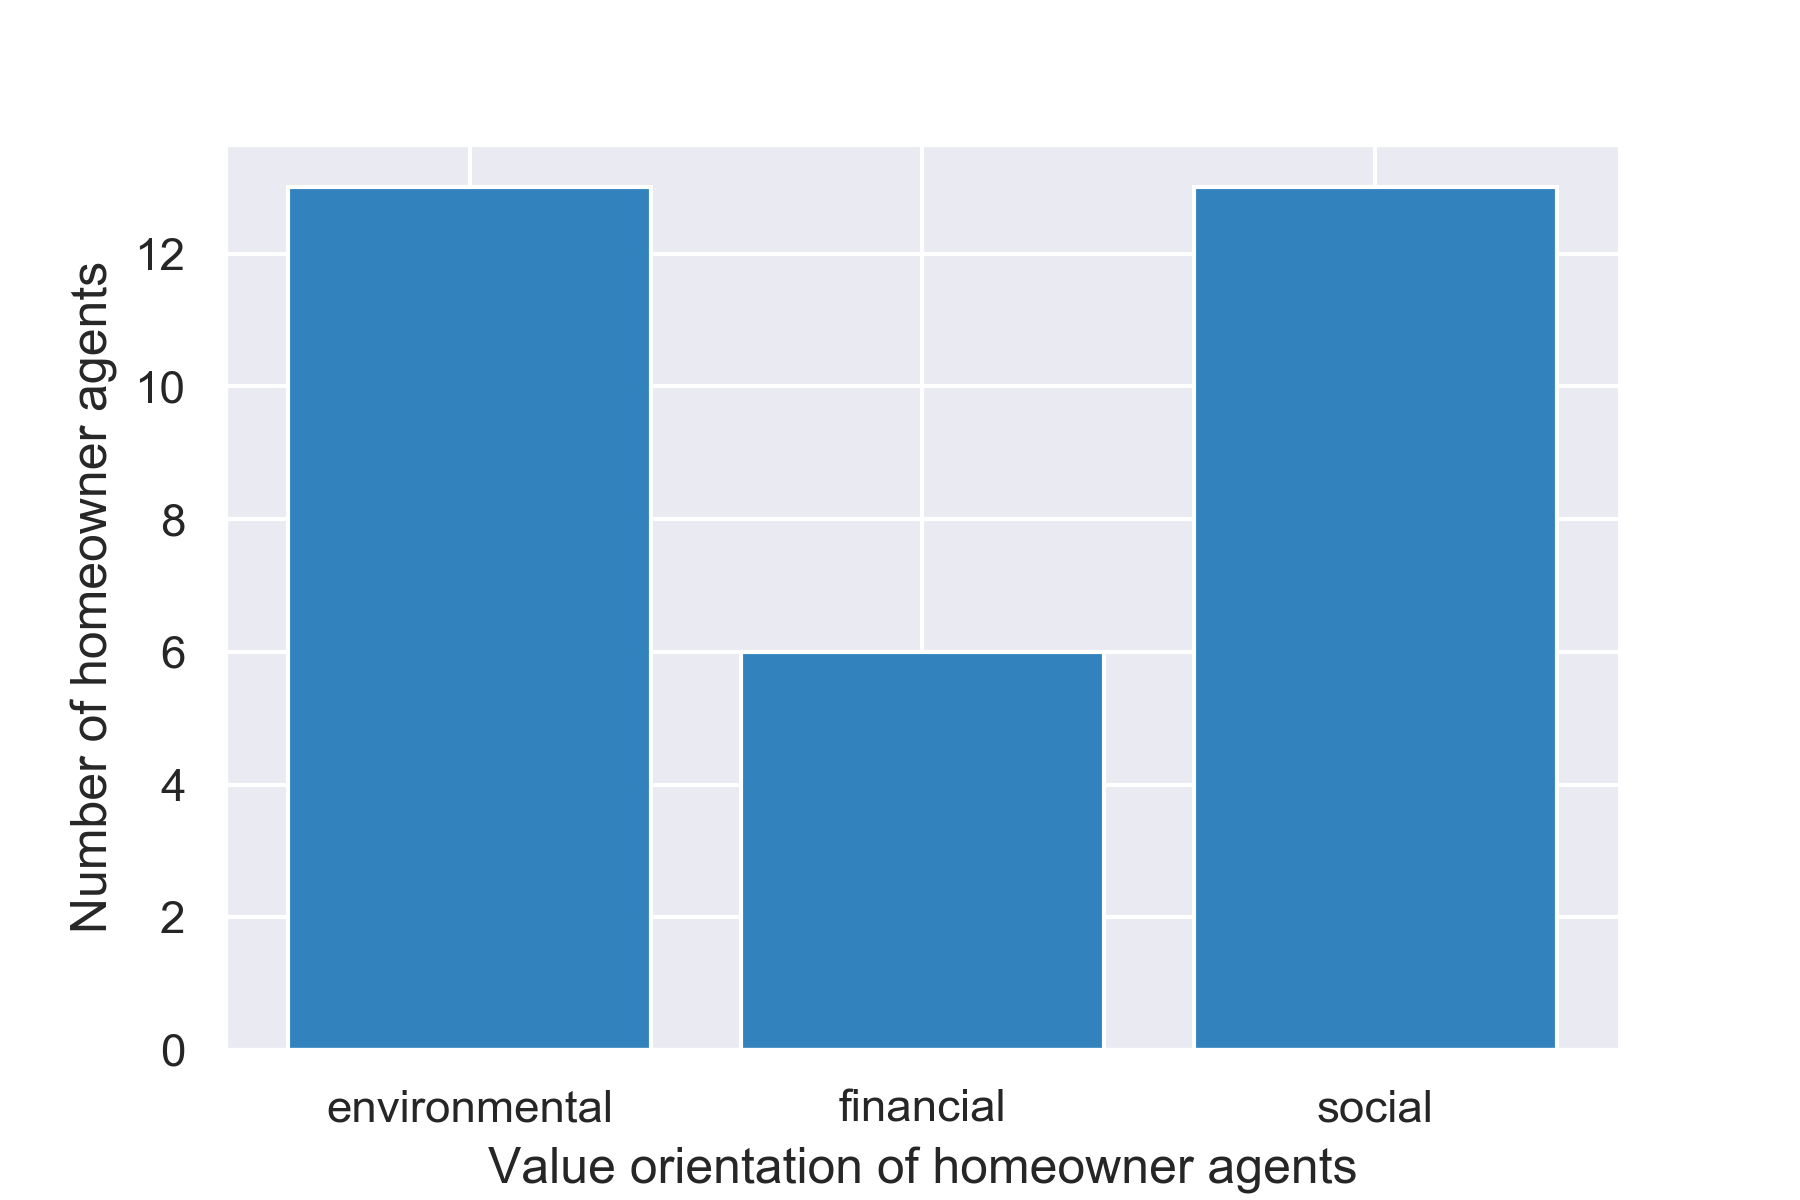 Number of homeowner agents
12
10
8
6
4
2
0
environmental
financial
social
Value orientation of homeowner agents